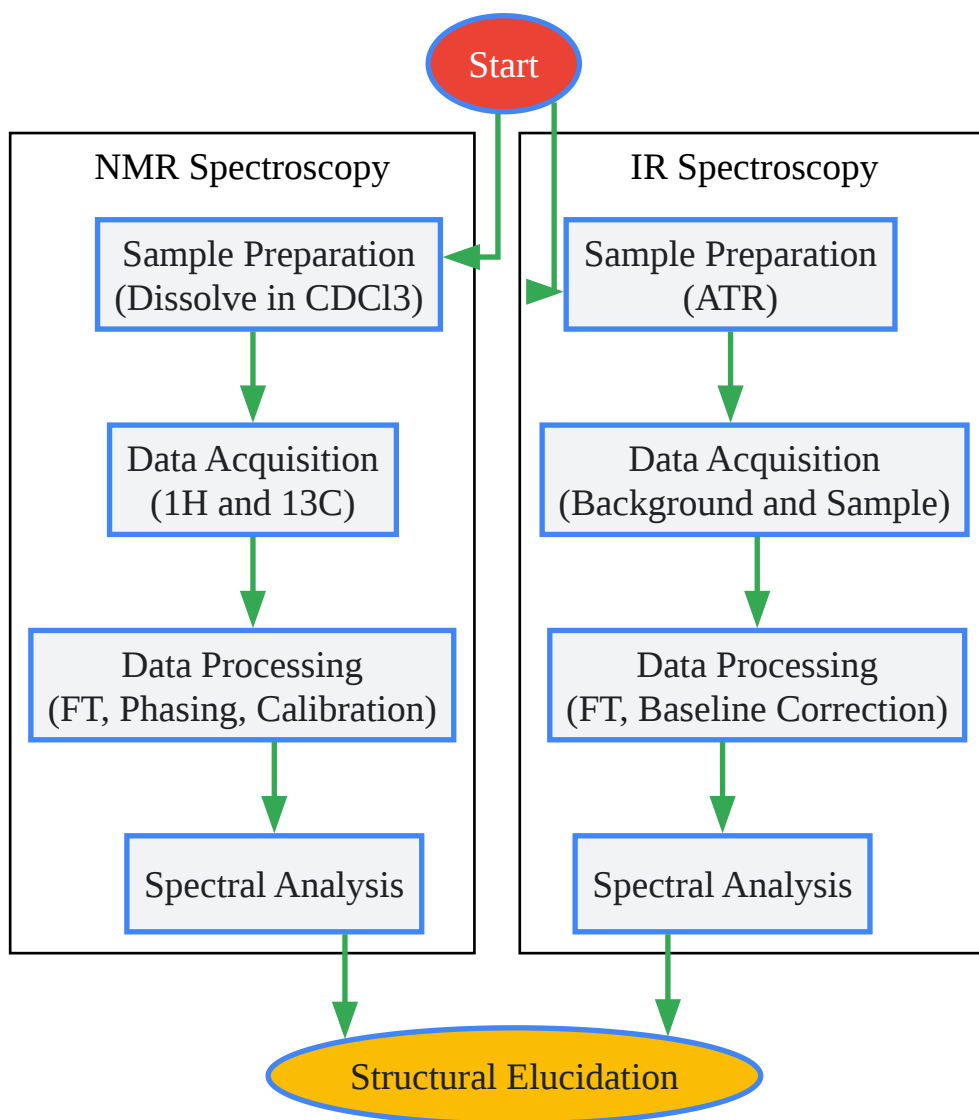 Start
NMR Spectroscopy
Sample Preparation
(Dissolve in CDCl3)
Data Acquisition
(1H and 13C)
Data Processing
(FT, Phasing, Calibration)
Spectral Analysis
IR Spectroscopy
Sample Preparation
(ATR)
Data Acquisition
(Background and Sample)
Data Processing
(FT, Baseline Correction)
Spectral Analysis
Structural Elucidation